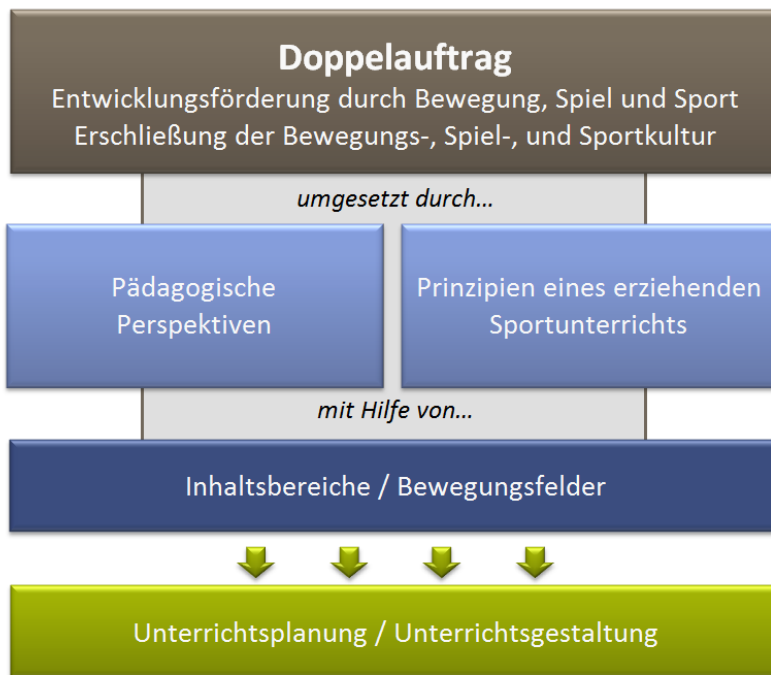 Doppelauftrag
Entwicklungsförderung durch Bewegung, Spiel und Sport
Erschließung der Bewegungs-, Spiel-, und Sportkultur
umgesetzt durch...
Pädagogische
Perspektiven
Prinzipien eines erziehenden
Sportunterrichts
mit Hilfe von...
Inhaltsbereiche / Bewegungsfelder
Unterrichtsplanung / Unterrichtsgestaltung